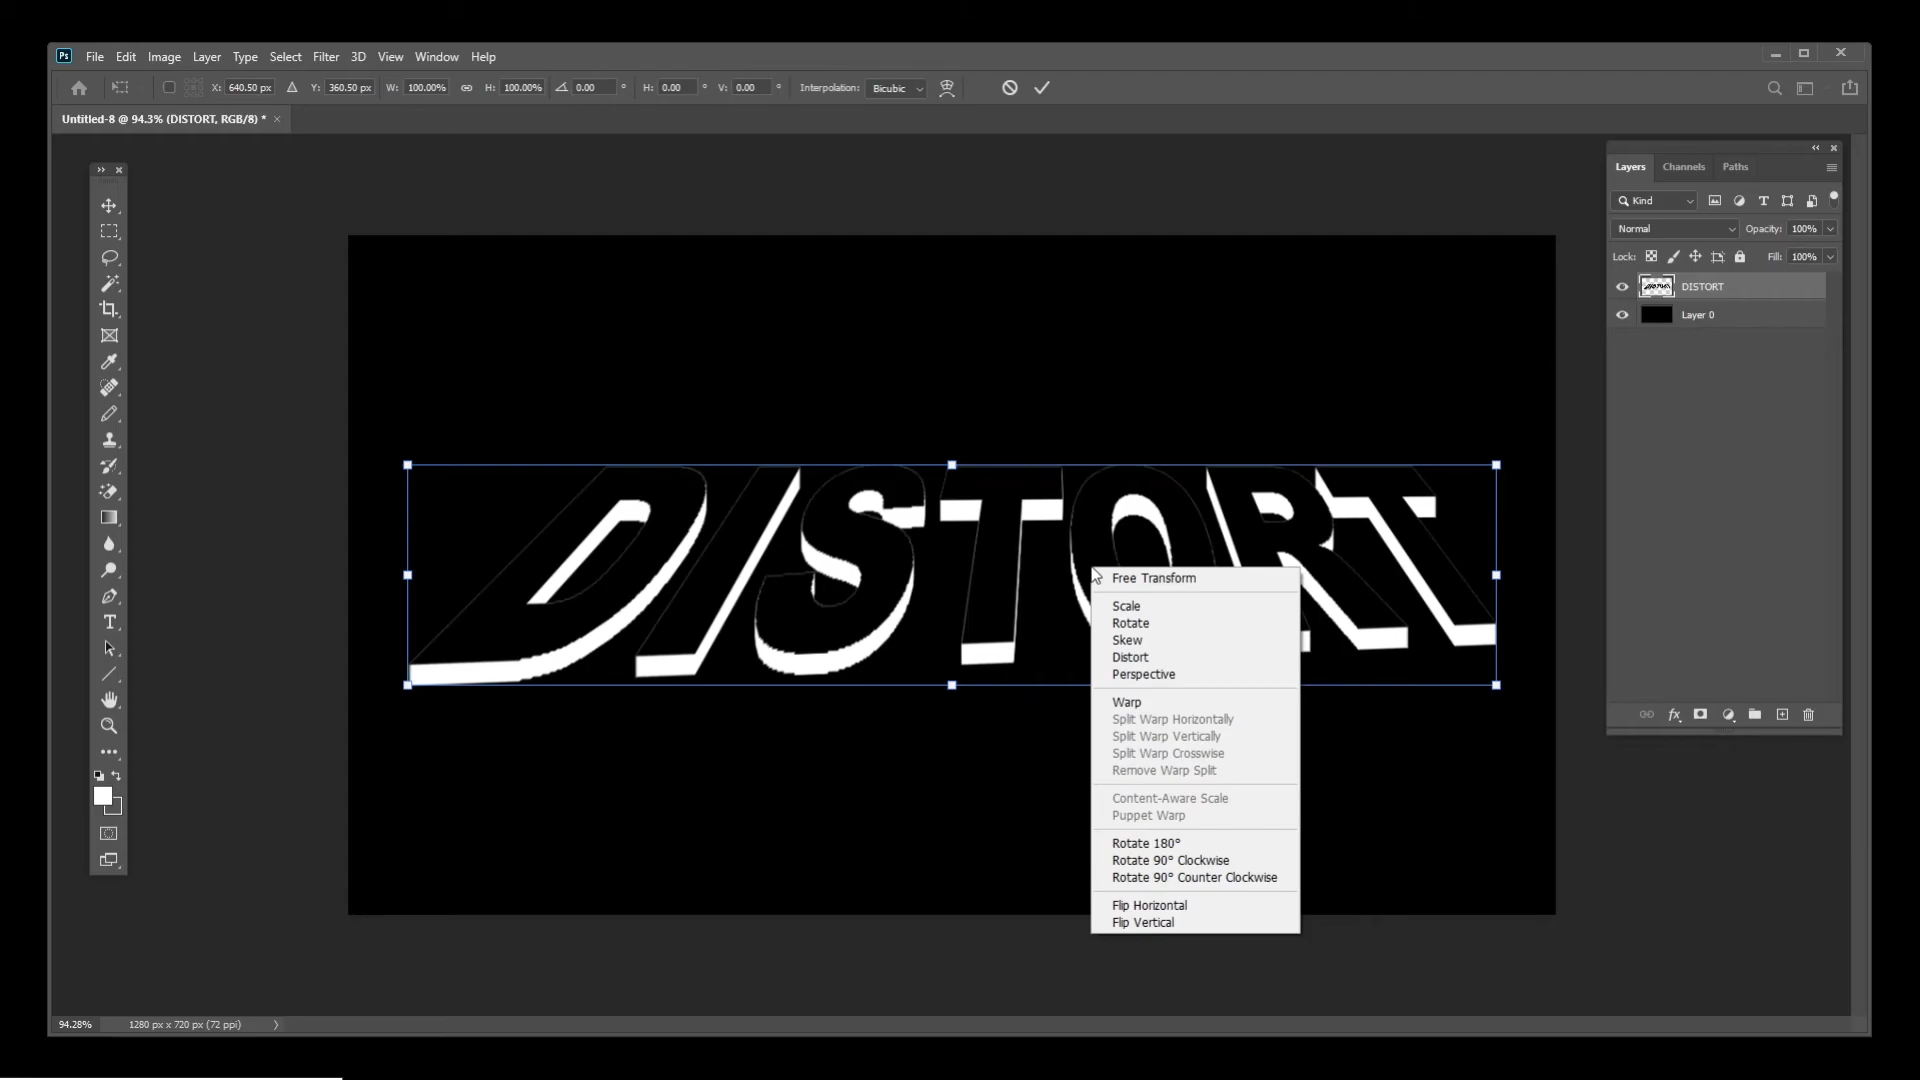 Ps File Edit Image Layer Type Select Filter 3D View Window Help
X: 640.50 px Y: 360.50 px W: 100.00% H: 100.00% 0.00 ° H: 0.00 ° V: 0.00 ° Interpolation: Bicubic
Untitled-8 @ 94.3% (DISTORT, RGB/8) *
Layers Channels Paths
Kind
Normal Opacity: 100%
Lock: Fill: 100%
DISTORT
Layer 0
fx
DISTORT
Free Transform
Scale
Rotate
Skew
Distort
Perspective
Warp
Split Warp Horizontally
Split Warp Vertically
Split Warp Crosswise
Remove Warp Split
Content-Aware Scale
Puppet Warp
Rotate 180°
Rotate 90° Clockwise
Rotate 90° Counter Clockwise
Flip Horizontal
Flip Vertical
94.28% 1280 px x 720 px (72 ppi)